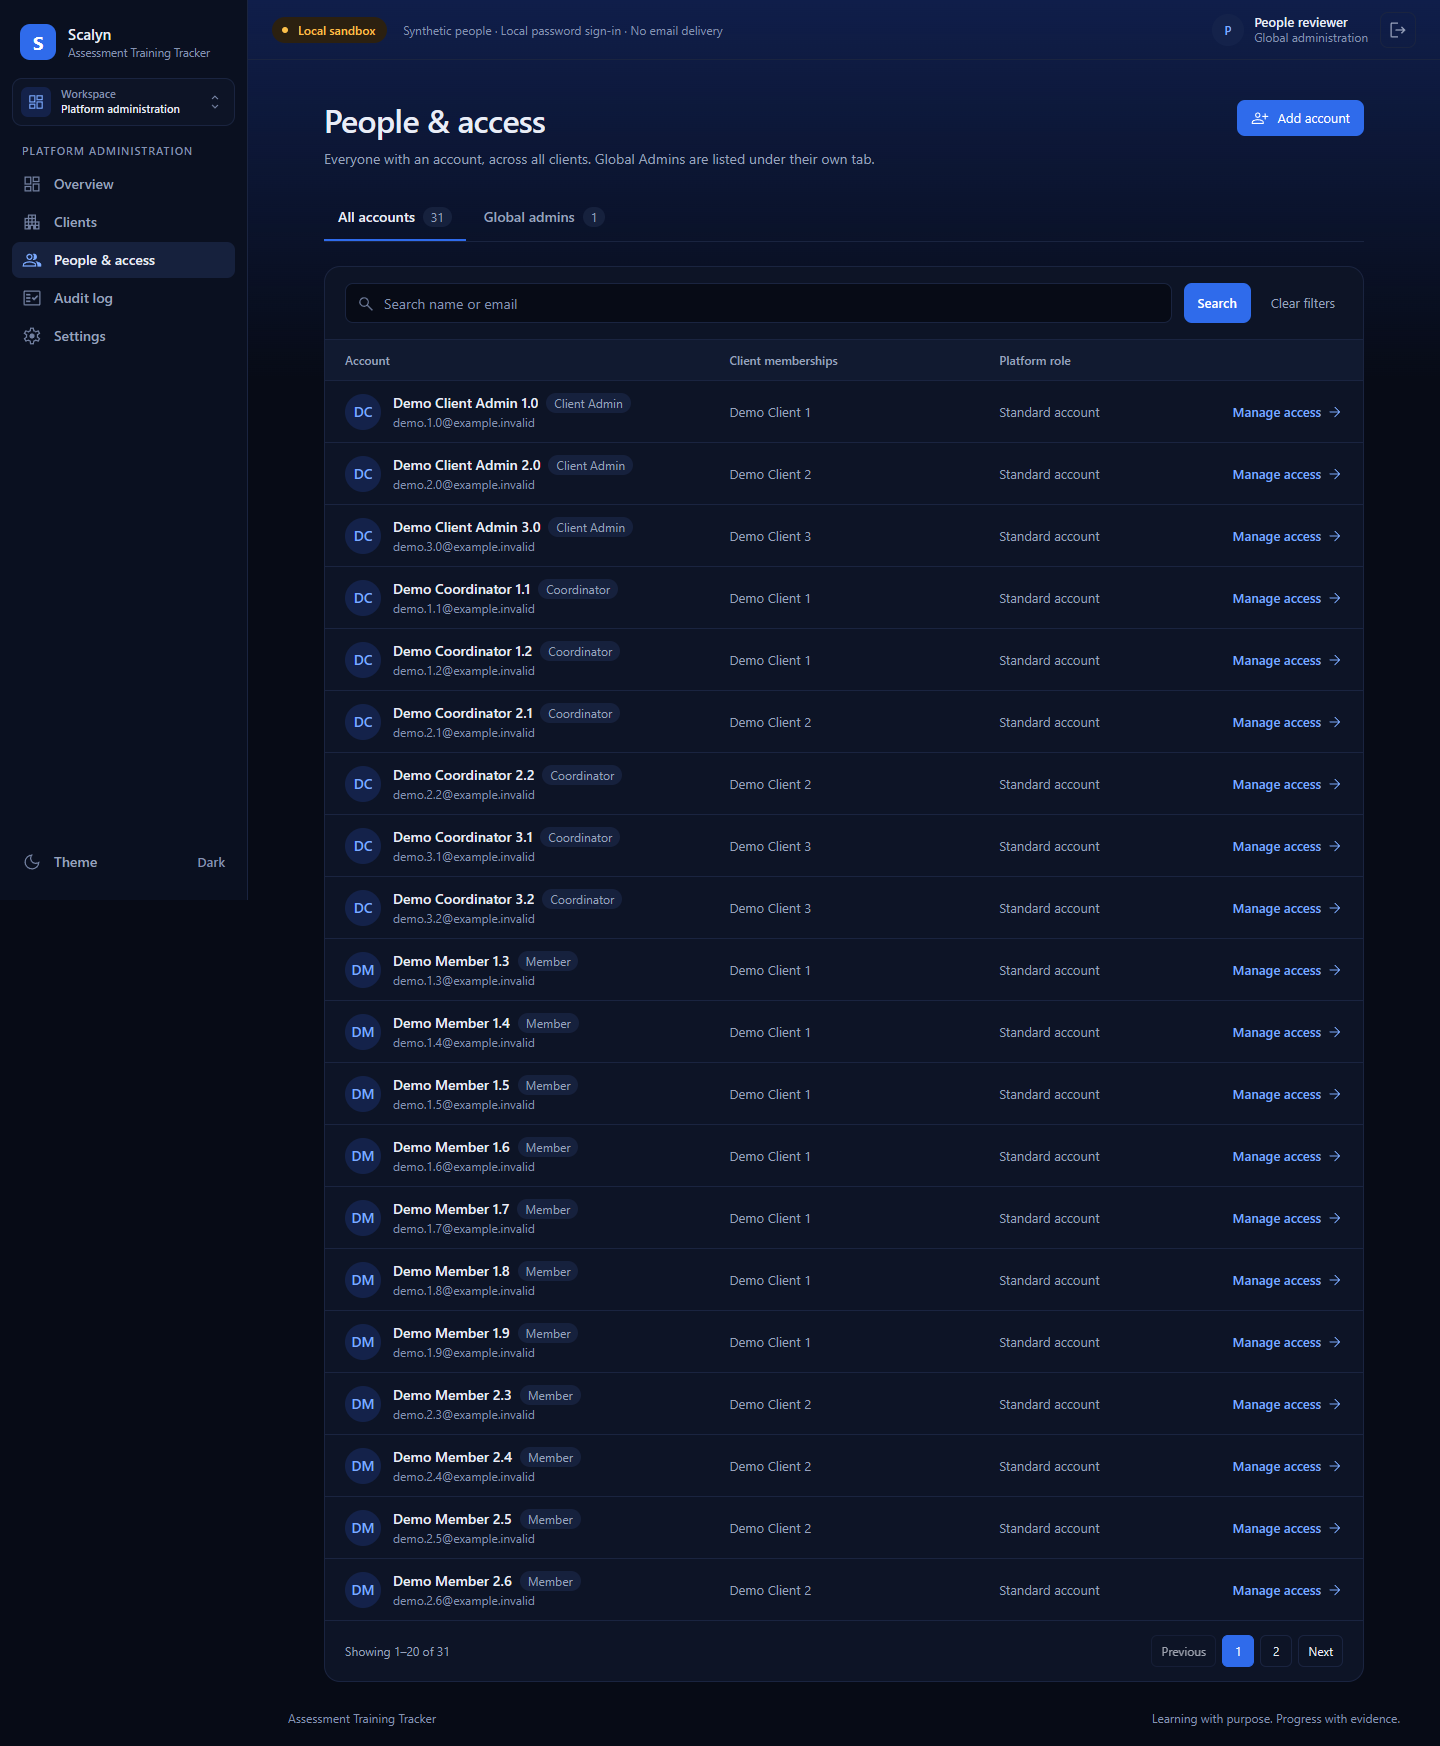 S
Scalyn
Assessment Training Tracker
Workspace
Platform administration
PLATFORM ADMINISTRATION
Overview
Clients
People & access
Audit log
Settings
Theme Dark
Local sandbox Synthetic people · Local password sign-in · No email delivery
P
People reviewer
Global administration
People & access
Add account
Everyone with an account, across all clients. Global Admins are listed under their own tab.
All accounts 31 Global admins 1
Search name or email Search Clear filters
Account Client memberships Platform role
DC Demo Client Admin 1.0 Client Admin
demo.1.0@example.invalid
Demo Client 1 Standard account Manage access
DC Demo Client Admin 2.0 Client Admin
demo.2.0@example.invalid
Demo Client 2 Standard account Manage access
DC Demo Client Admin 3.0 Client Admin
demo.3.0@example.invalid
Demo Client 3 Standard account Manage access
DC Demo Coordinator 1.1 Coordinator
demo.1.1@example.invalid
Demo Client 1 Standard account Manage access
DC Demo Coordinator 1.2 Coordinator
demo.1.2@example.invalid
Demo Client 1 Standard account Manage access
DC Demo Coordinator 2.1 Coordinator
demo.2.1@example.invalid
Demo Client 2 Standard account Manage access
DC Demo Coordinator 2.2 Coordinator
demo.2.2@example.invalid
Demo Client 2 Standard account Manage access
DC Demo Coordinator 3.1 Coordinator
demo.3.1@example.invalid
Demo Client 3 Standard account Manage access
DC Demo Coordinator 3.2 Coordinator
demo.3.2@example.invalid
Demo Client 3 Standard account Manage access
DM Demo Member 1.3 Member
demo.1.3@example.invalid
Demo Client 1 Standard account Manage access
DM Demo Member 1.4 Member
demo.1.4@example.invalid
Demo Client 1 Standard account Manage access
DM Demo Member 1.5 Member
demo.1.5@example.invalid
Demo Client 1 Standard account Manage access
DM Demo Member 1.6 Member
demo.1.6@example.invalid
Demo Client 1 Standard account Manage access
DM Demo Member 1.7 Member
demo.1.7@example.invalid
Demo Client 1 Standard account Manage access
DM Demo Member 1.8 Member
demo.1.8@example.invalid
Demo Client 1 Standard account Manage access
DM Demo Member 1.9 Member
demo.1.9@example.invalid
Demo Client 1 Standard account Manage access
DM Demo Member 2.3 Member
demo.2.3@example.invalid
Demo Client 2 Standard account Manage access
DM Demo Member 2.4 Member
demo.2.4@example.invalid
Demo Client 2 Standard account Manage access
DM Demo Member 2.5 Member
demo.2.5@example.invalid
Demo Client 2 Standard account Manage access
DM Demo Member 2.6 Member
demo.2.6@example.invalid
Demo Client 2 Standard account Manage access
Showing 1–20 of 31 Previous 1 2 Next
Assessment Training Tracker Learning with purpose. Progress with evidence.